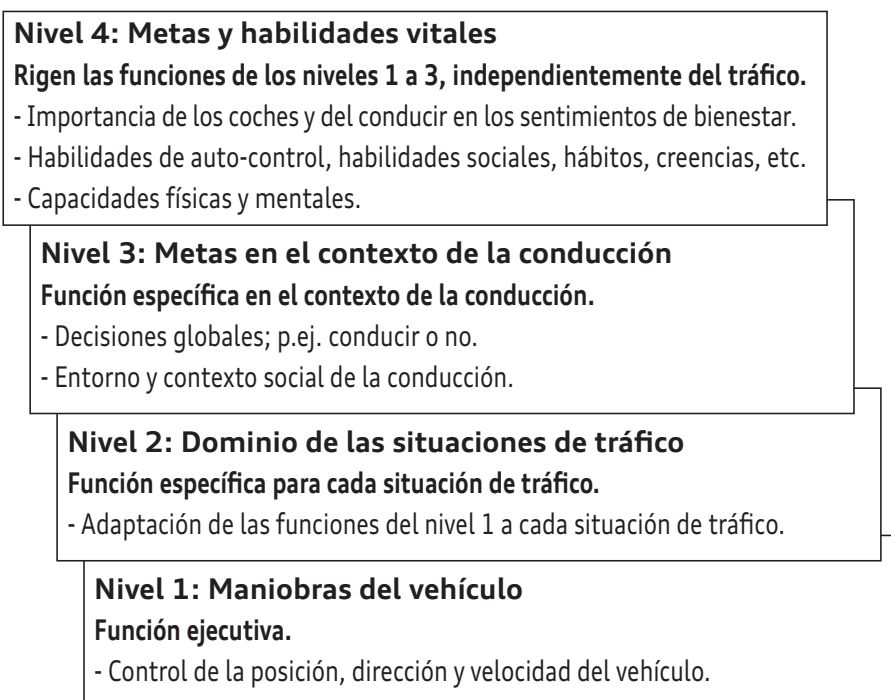 Nivel 4: Metas y habilidades vitales
Rigen las funciones de los niveles 1 a 3, independientemente del tráfico.
- Importancia de los coches y del conducir en los sentimientos de bienestar.
- Habilidades de auto-control, habilidades sociales, hábitos, creencias, etc.
- Capacidades físicas y mentales.
Nivel 3: Metas en el contexto de la conducción
Función específica en el contexto de la conducción.
- Decisiones globales; p.ej. conducir o no.
- Entorno y contexto social de la conducción.
Nivel 2: Dominio de las situaciones de tráfico
Función específica para cada situación de tráfico.
- Adaptación de las funciones del nivel 1 a cada situación de tráfico.
Nivel 1: Maniobras del vehículo
Función ejecutiva.
- Control de la posición, dirección y velocidad del vehículo.